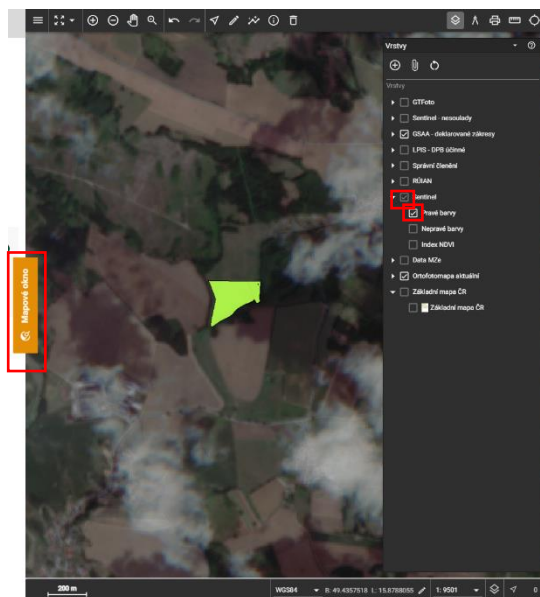 Vrstvy
Vrstvy
GTFoto
Sentinel - nesoulady
GSAA - deklarované zákresy
LPIS - DPB účinné
Správní členění
RÚIAN
Sentinel
Pravé barvy
Nepravé barvy
Index NDVI
Data MZe
Ortofotomapa aktuální
Základní mapa ČR
Základní mapa ČR
Mapové okno
200 m
WGS84
B: 49.4357518 L: 15.8788055
1: 9501
0